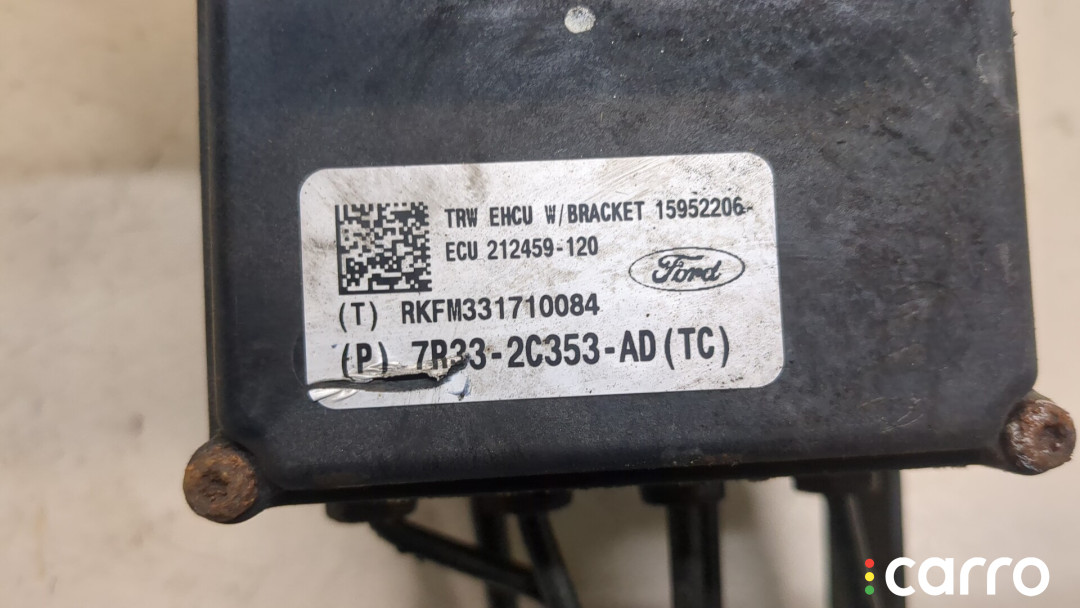 TRW EHCU W/BRACKET 15952206-
ECU 212459-120
Ford
(T) RKFM331710084
(P) 7R33-2C353-AD(TC)
carro